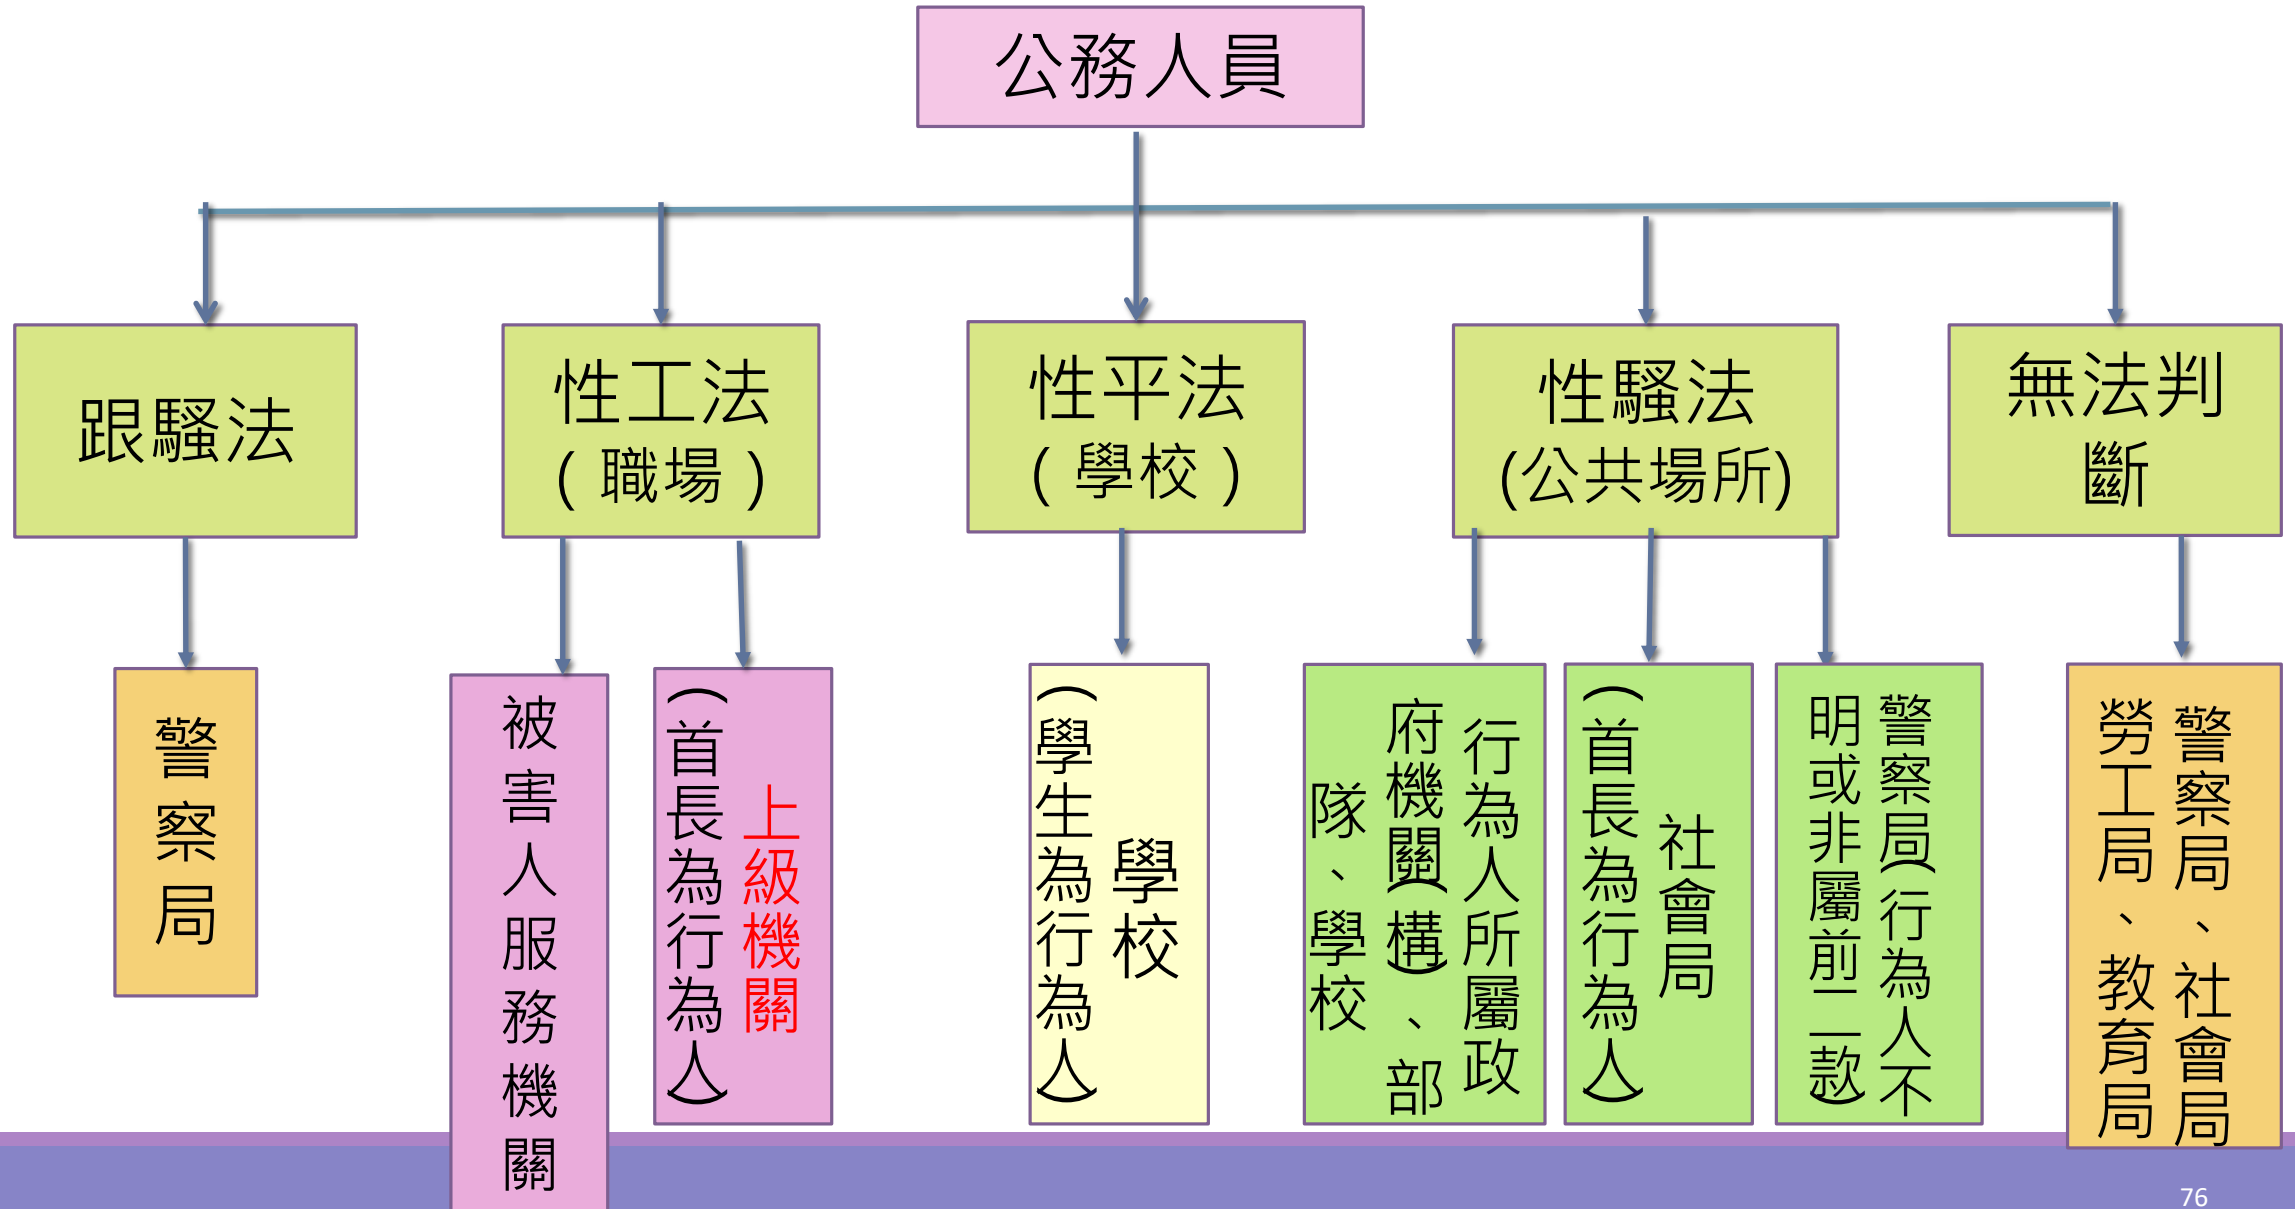 公務人員
跟騷法
性工法
( 職場 )
性平法
( 學校 )
性騷法
(公共場所)
無法判
斷
警察局
被害人服務機關
上級機關
(首長為行為人)
學校
(學生為行為人)
行為人所屬政
府機關(構)、部
隊、學校
社會局
(首長為行為人)
警察局(行為人不
明或非屬前二款)
警察局、社會局
勞工局、教育局
76